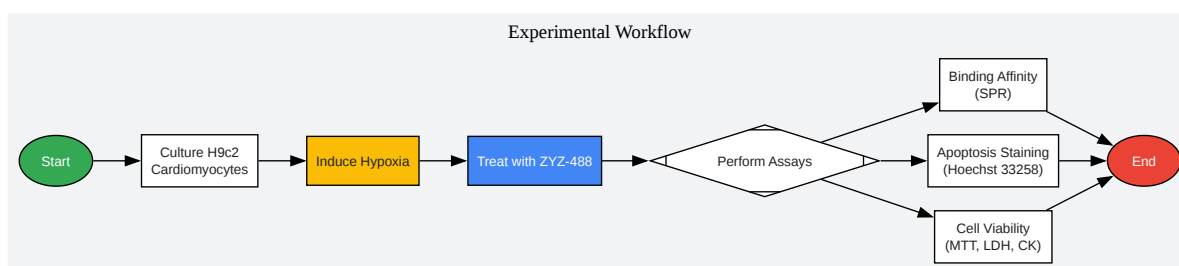 Experimental Workflow
Start
Culture H9c2
Cardiomyocytes
Induce Hypoxia
Treat with ZYZ-488
Perform Assays
Binding Affinity
(SPR)
Apoptosis Staining
(Hoechst 33258)
Cell Viability
(MTT, LDH, CK)
End